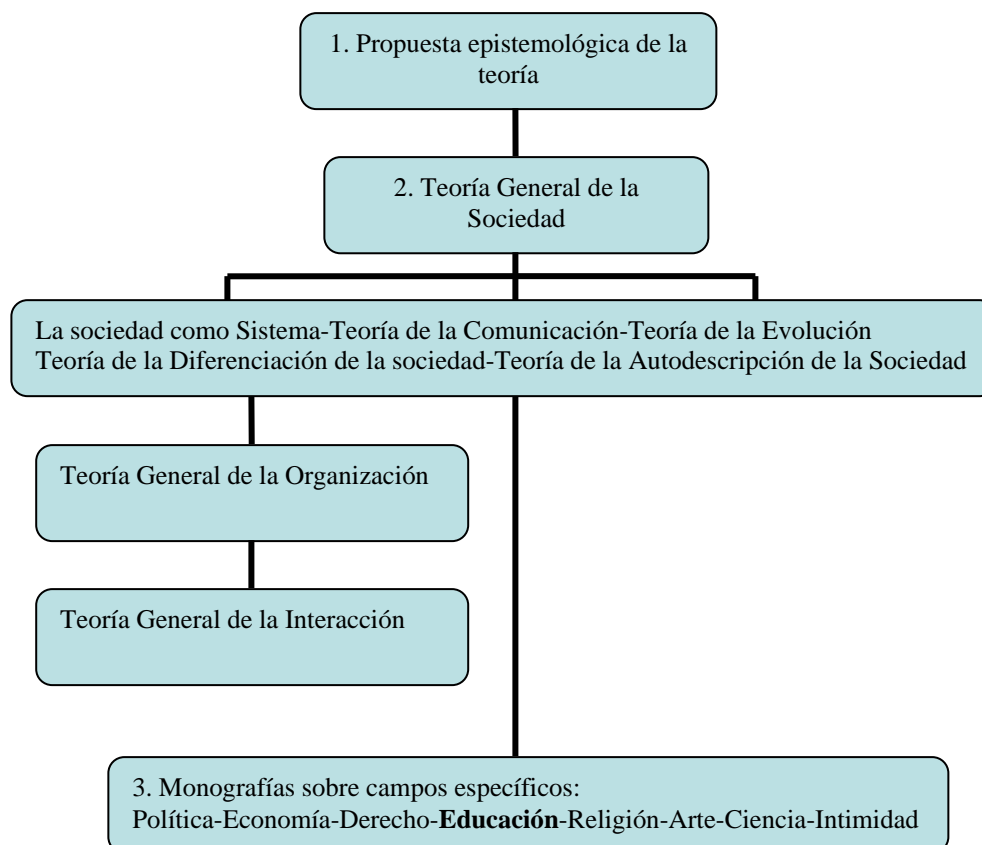 1. Propuesta epistemológica de la
teoría
2. Teoría General de la
Sociedad
La sociedad como Sistema-Teoría de la Comunicación-Teoría de la Evolución
Teoría de la Diferenciación de la sociedad-Teoría de la Autodescripción de la Sociedad
Teoría General de la Organización
Teoría General de la Interacción
3. Monografías sobre campos específicos:
Política-Economía-Derecho-Educación-Religión-Arte-Ciencia-Intimidad